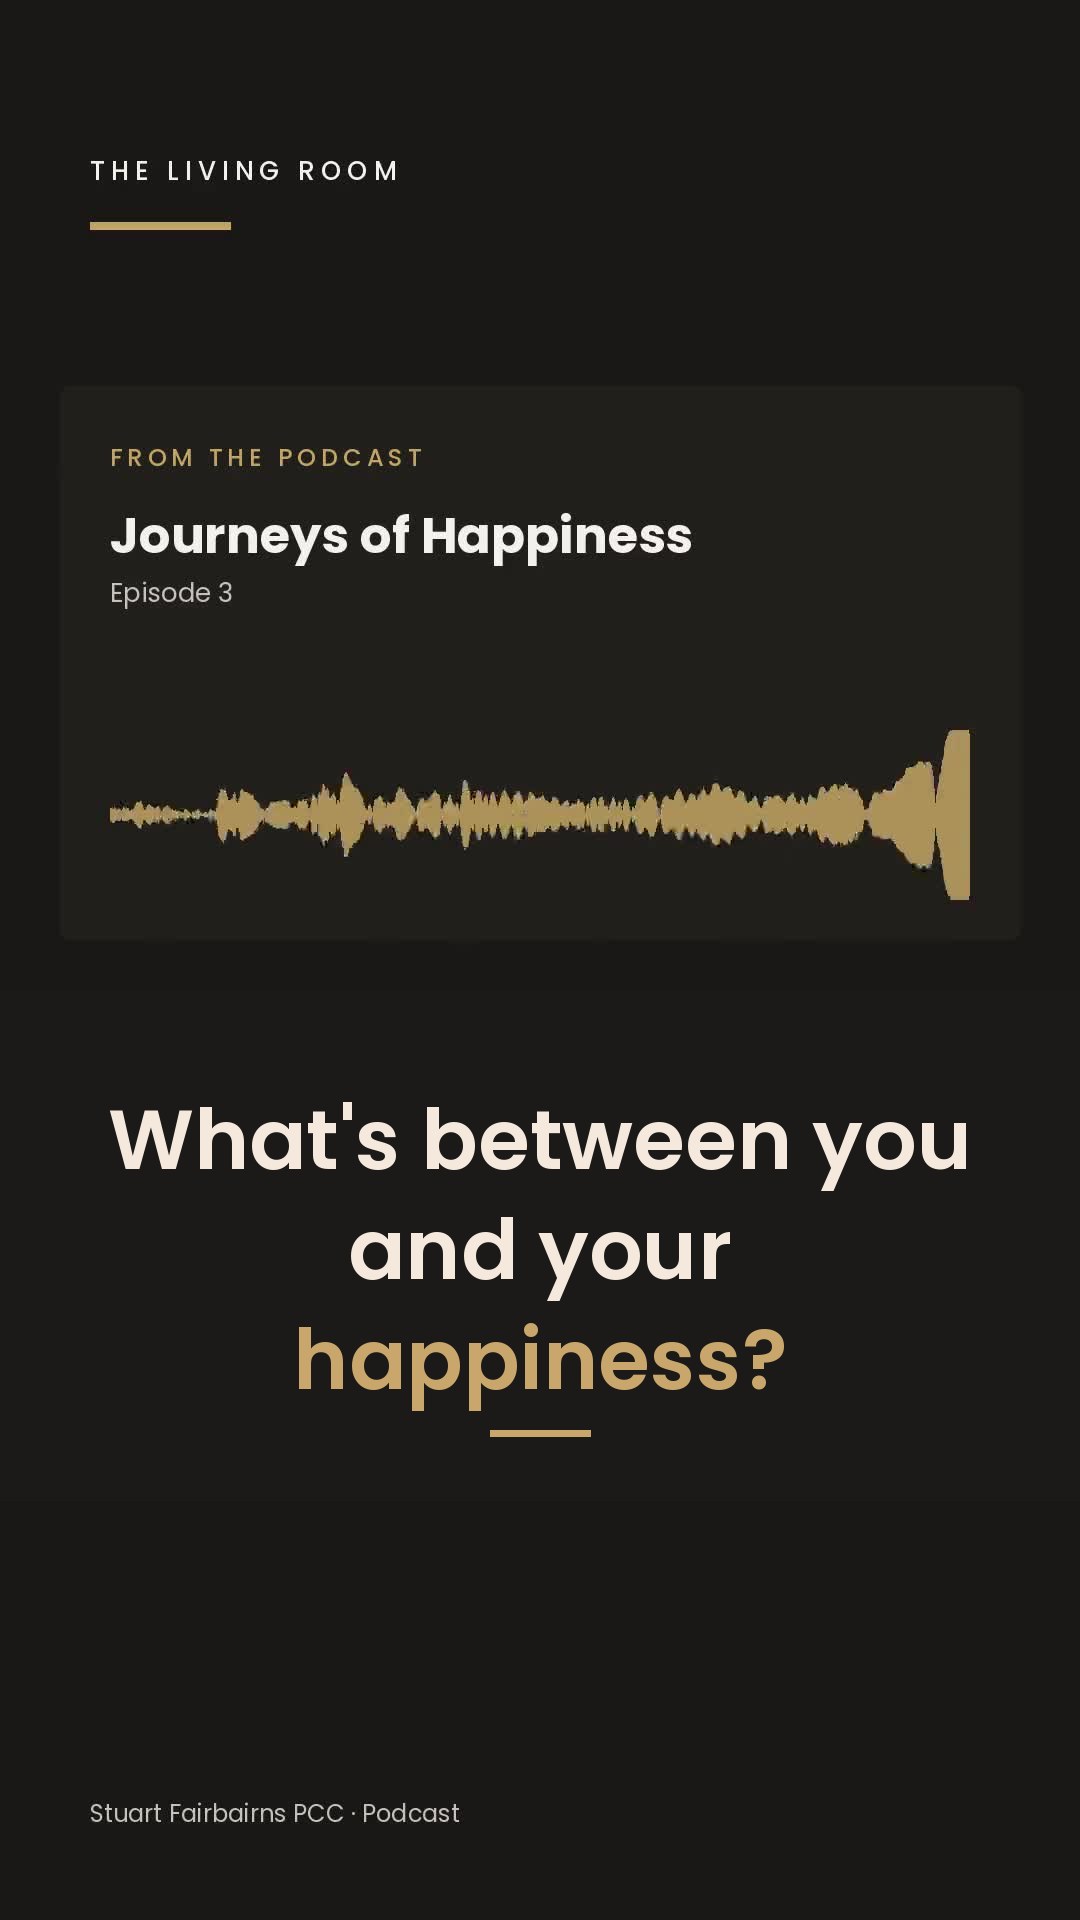 THE LIVING ROOM
FROM THE PODCAST
Journeys of Happiness
Episode 3
What's between you
and your
happiness?
Stuart Fairbairns PCC · Podcast